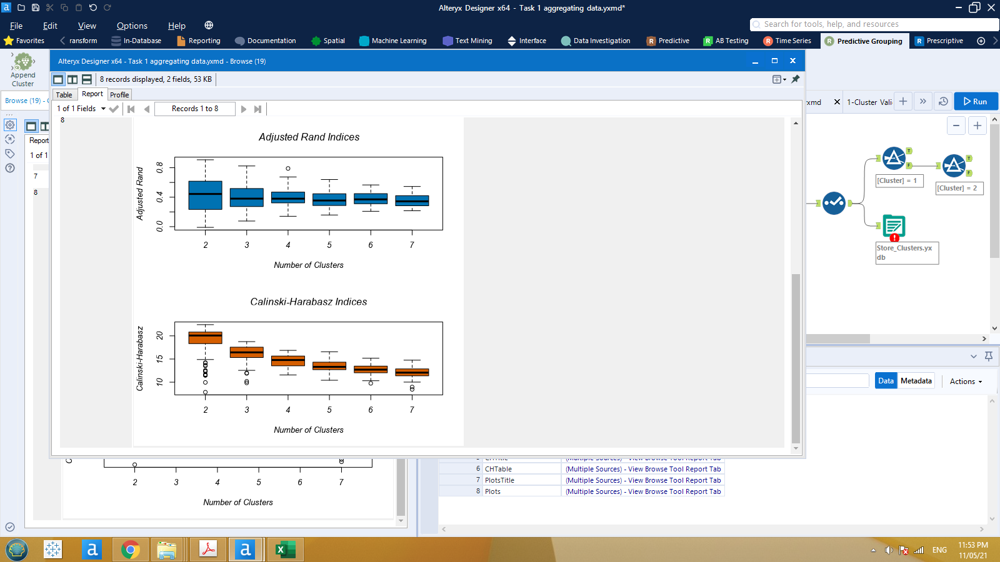 Alteryx Designer x64 - Task 1 aggregating data.yxmd*
File Edit View Options Help
Search for tools, help, and resources
Favorites ransform In-Database Reporting Documentation Spatial Machine Learning Text Mining Interface Data Investigation Predictive AB Testing Time Series Predictive Grouping Prescriptive
Append
Cluster
Alteryx Designer x64 - Task 1 aggregating data.yxmd - Browse (19)
8 records displayed, 2 fields, 53 KB
Table Report Profile
1 of 1 Fields Records 1 to 8
8
Browse (19) -
Report
1 of 1
7
8
Adjusted Rand Indices
Adjusted Rand
0.8
0.4
0.0
2 3 4 5 6 7
Number of Clusters
Calinski-Harabasz Indices
Calinski-Harabasz
20
15
10
2 3 4 5 6 7
Number of Clusters
xmd 1-Cluster Vali
Run
[Cluster] = 1
[Cluster] = 2
T
F
T
F
Store_Clusters.yx
db
Data Metadata Actions
6 CHTable (Multiple Sources) - View Browse Tool Report Tab
7 PlotsTitle (Multiple Sources) - View Browse Tool Report Tab
8 Plots (Multiple Sources) - View Browse Tool Report Tab
2 3 4 5 6 7
Number of Clusters
ENG
11:53 PM
11/05/21